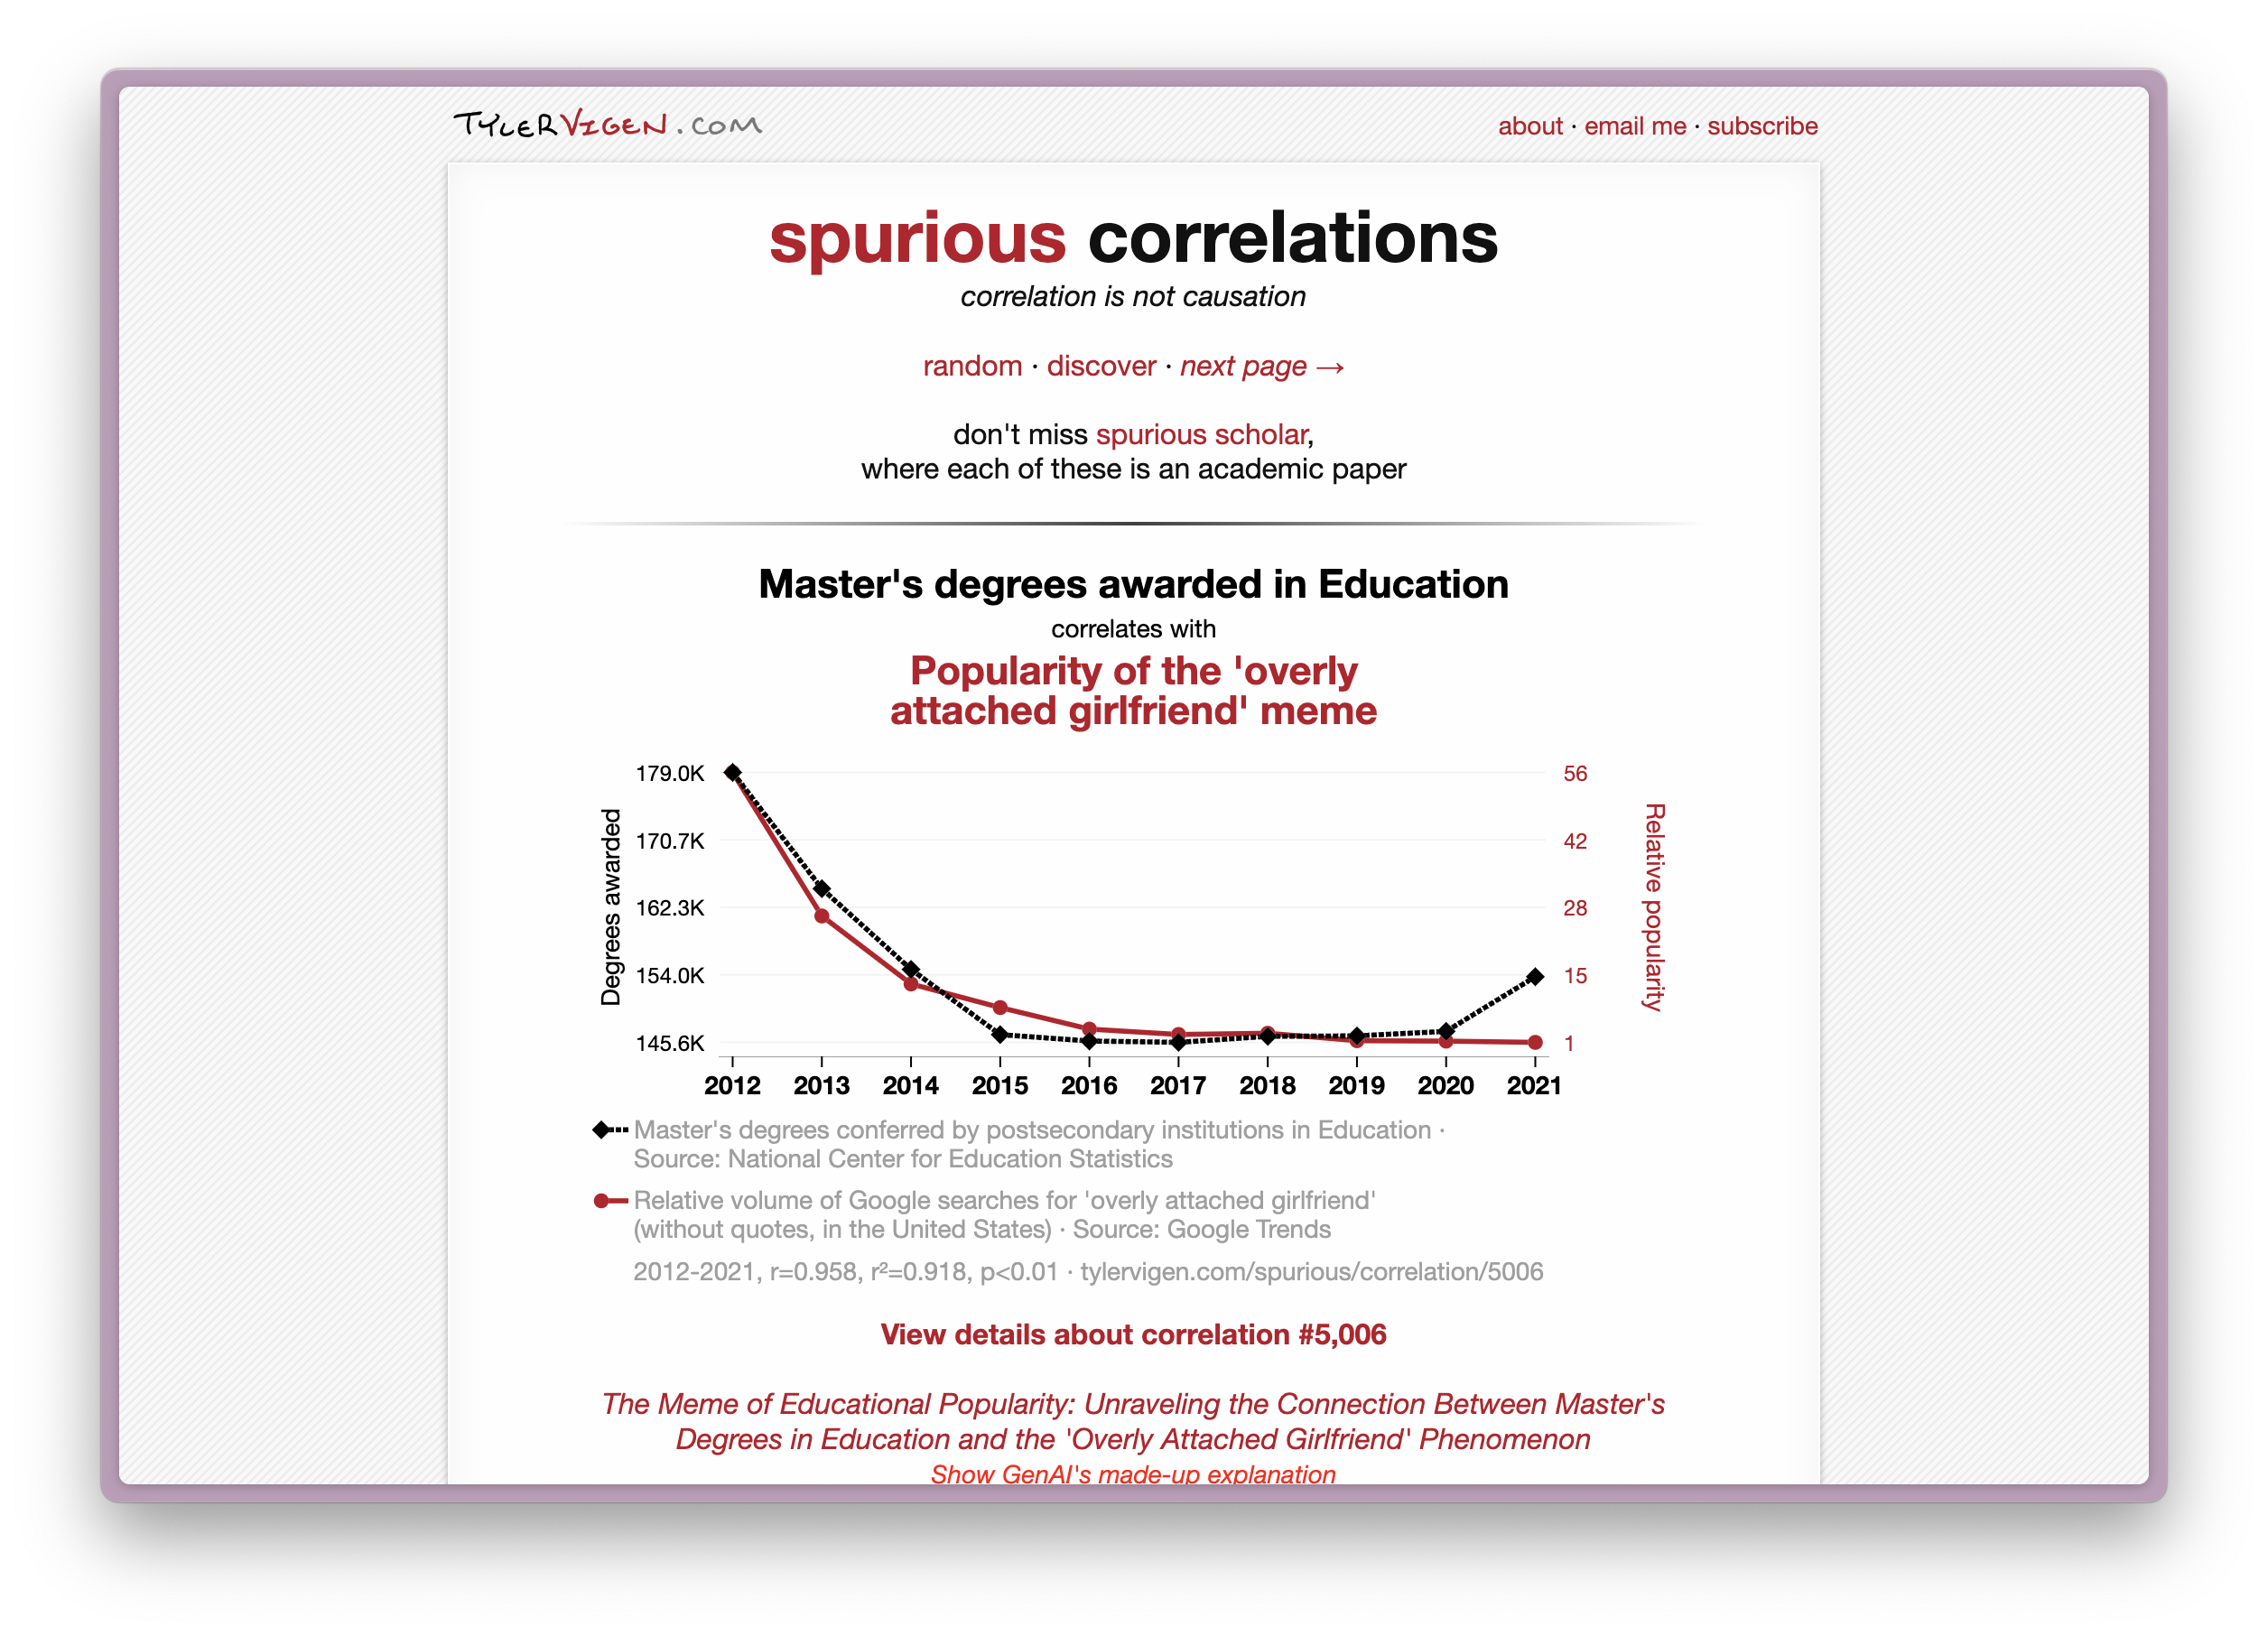 TYLERVIGEN.COM
about · email me · subscribe
spurious correlations
correlation is not causation
random · discover · next page →
don't miss spurious scholar,
where each of these is an academic paper
Master's degrees awarded in Education
correlates with
Popularity of the 'overly
attached girlfriend' meme
Degrees awarded
179.0K
170.7K
162.3K
154.0K
145.6K
56
42
28
15
1
Relative popularity
2012 2013 2014 2015 2016 2017 2018 2019 2020 2021
Master's degrees conferred by postsecondary institutions in Education ·
Source: National Center for Education Statistics
Relative volume of Google searches for 'overly attached girlfriend'
(without quotes, in the United States) · Source: Google Trends
2012-2021, r=0.958, r²=0.918, p<0.01 · tylervigen.com/spurious/correlation/5006
View details about correlation #5,006
The Meme of Educational Popularity: Unraveling the Connection Between Master's
Degrees in Education and the 'Overly Attached Girlfriend' Phenomenon
Show GenAI's made-up explanation